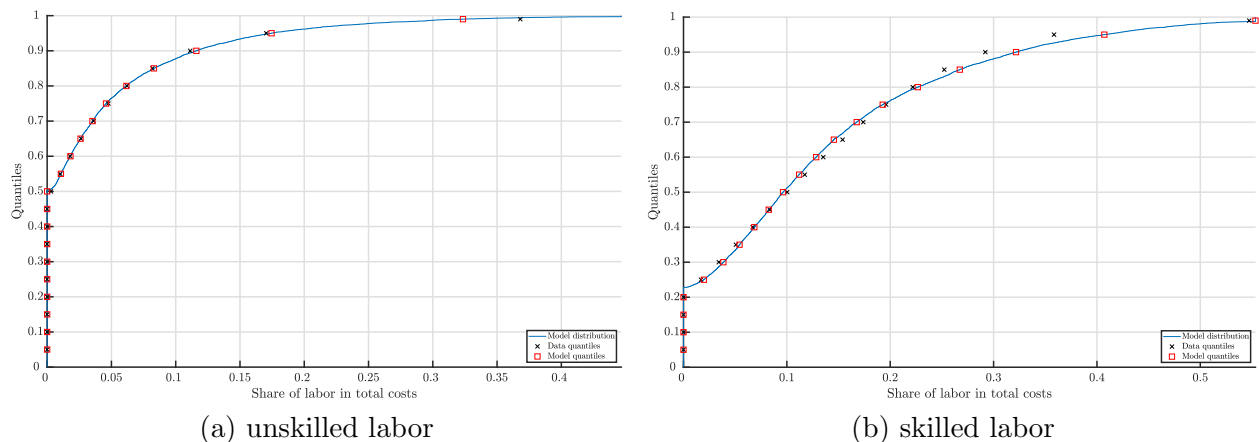 1
0.9
0.8
0.7
0.6
0.5
0.4
0.3
0.2
0.1
0
Quantiles
0 0.05 0.1 0.15 0.2 0.25 0.3 0.35 0.4
Share of labor in total costs
Model distribution
Data quantiles
Model quantiles
(a) unskilled labor
1
0.9
0.8
0.7
0.6
0.5
0.4
0.3
0.2
0.1
0
Quantiles
0 0.1 0.2 0.3 0.4 0.5
Share of labor in total costs
Model distribution
Data quantiles
Model quantiles
(b) skilled labor